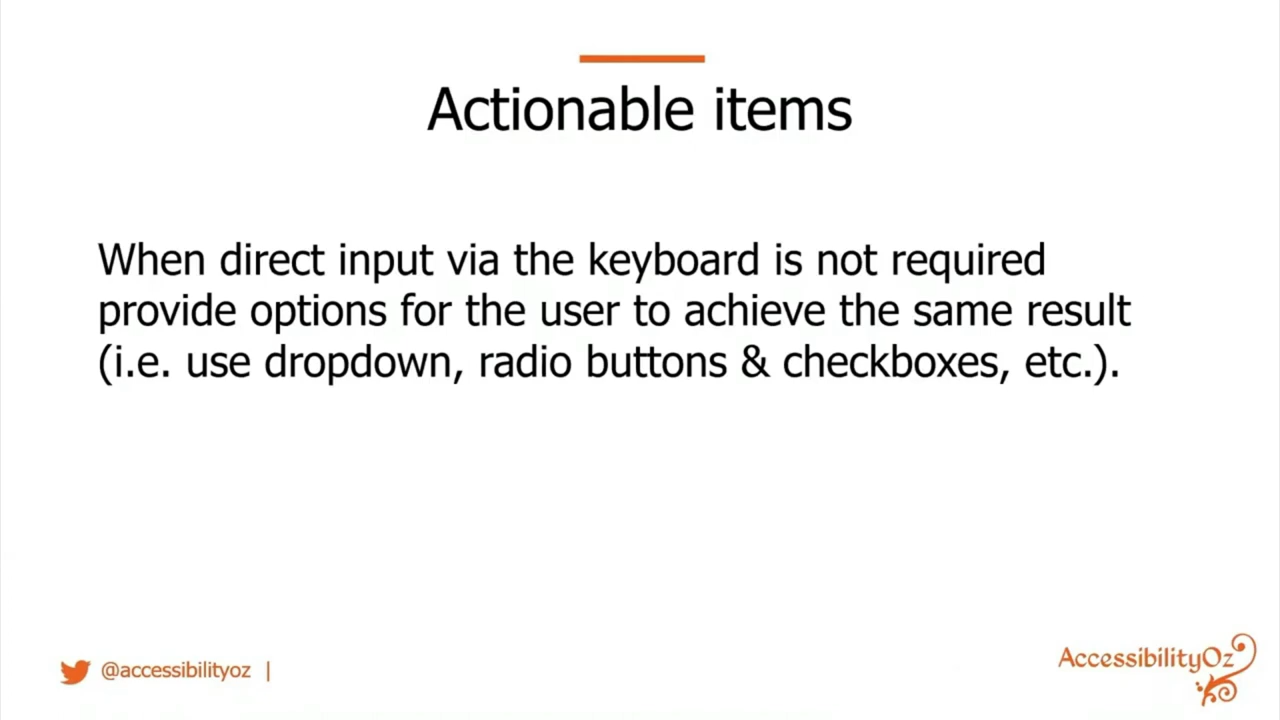 Actionable items
When direct input via the keyboard is not required
provide options for the user to achieve the same result
(i.e. use dropdown, radio buttons & checkboxes, etc.).
@accessibilityoz |
AccessibilityOz